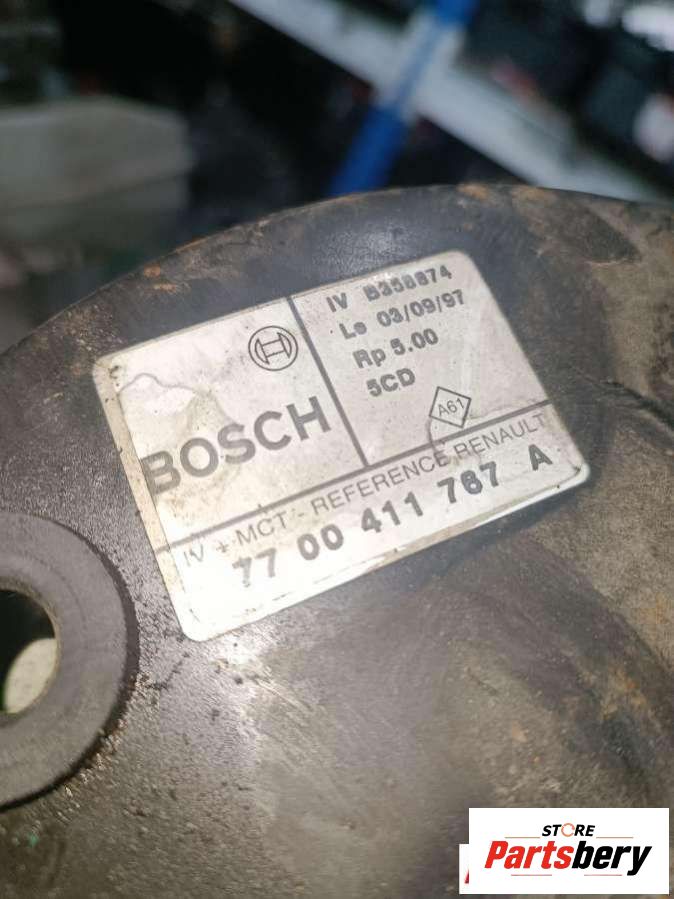 BOSCH
IV B358874
Le 03/09/97
Rp 5.00
5CD
A61
IV + MCT - REFERENCE RENAULT
77 00 411 767 A
STORE
Partsbery